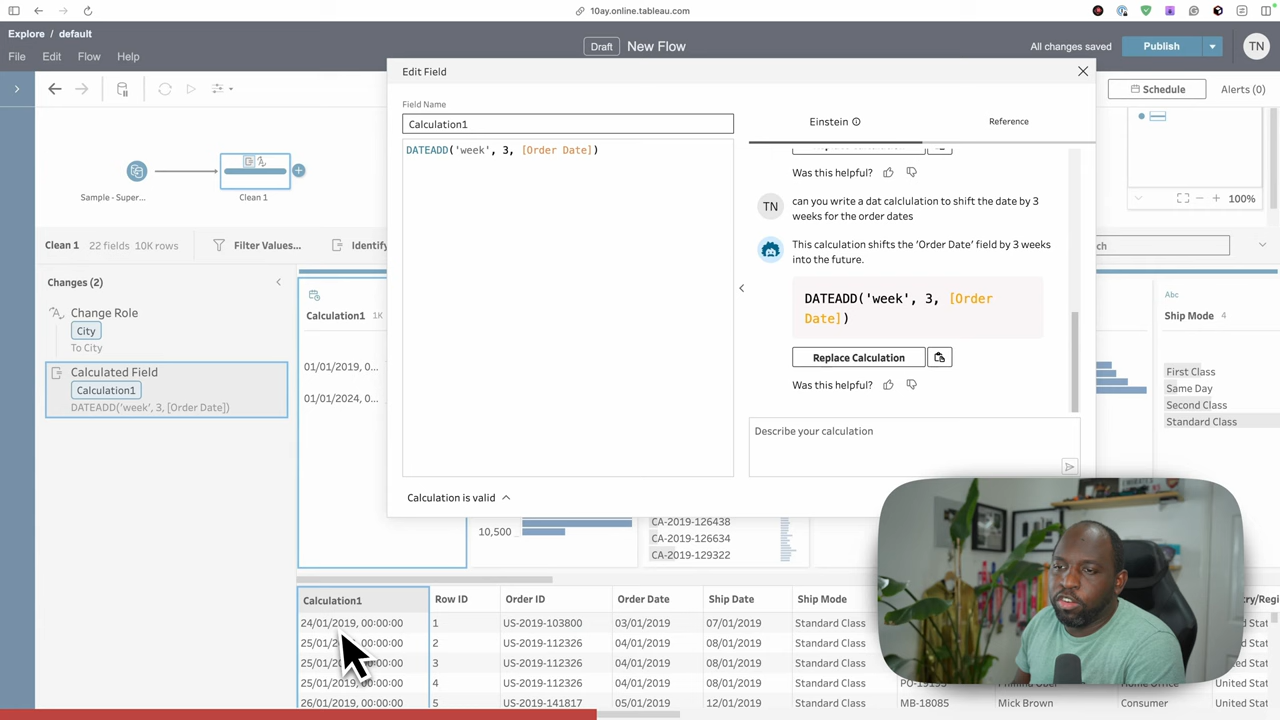 10ay.online.tableau.com
Explore / default
Draft New Flow
All changes saved
Publish
TN
File Edit Flow Help
Edit Field
Schedule
Alerts (0)
Field Name
Calculation1
Einstein
Reference
DATEADD('week', 3, [Order Date])
Was this helpful?
TN
can you write a dat calclulation to shift the date by 3
weeks for the order dates
This calculation shifts the 'Order Date' field by 3 weeks
into the future.
DATEADD('week', 3, [Order
Date])
Replace Calculation
Was this helpful?
Describe your calculation
Calculation is valid
Sample - Super...
Clean 1
100%
Clean 1 22 fields 10K rows
Filter Values...
Changes (2)
Change Role
City
To City
Calculated Field
Calculation1
DATEADD('week', 3, [Order Date])
Calculation1 1K
01/01/2019, 0...
01/01/2024, 0...
10,500
CA-2019-126438
CA-2019-126634
CA-2019-129322
Abc
Ship Mode 4
First Class
Same Day
Second Class
Standard Class
Calculation1 Row ID Order ID Order Date Ship Date Ship Mode
24/01/2019, 00:00:00 1 US-2019-103800 03/01/2019 07/01/2019 Standard Class
00:00:00 2 US-2019-112326 04/01/2019 08/01/2019 Standard Class
00:00:00 3 US-2019-112326 04/01/2019 08/01/2019 Standard Class
00:00:00 4 US-2019-112326 04/01/2019 08/01/2019 Standard Class
26/01/2019, 00:00:00 5 US-2019-141817 05/01/2019 12/01/2019 Standard Class MB-18085 Mick Brown Consumer United State